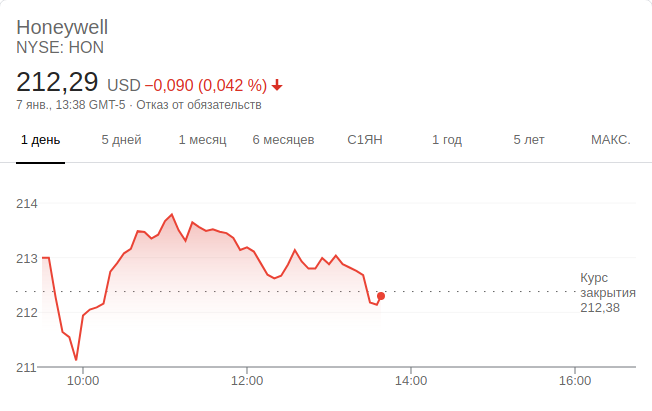 Honeywell
NYSE: HON
212,29 USD −0,090 (0,042 %)
7 янв., 13:38 GMT-5 · Отказ от обязательств
1 день 5 дней 1 месяц 6 месяцев С1ЯН 1 год 5 лет МАКС.
214
213
Курс
закрытия
212,38
212
211
10:00 12:00 14:00 16:00